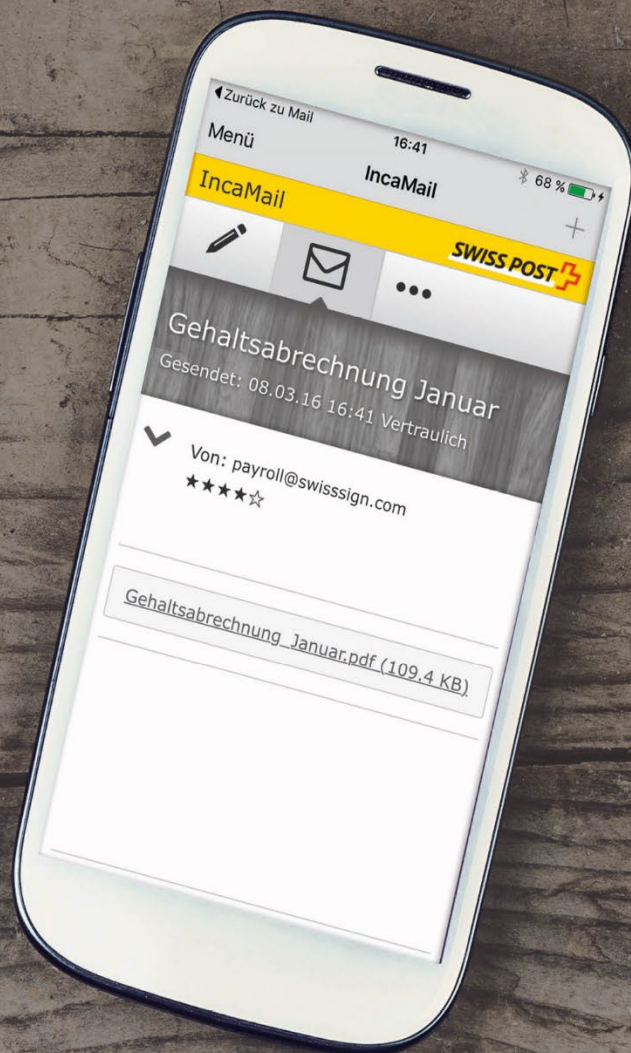 Zurück zu Mail
16:41
68 %
Menü
IncaMail
IncaMail
SWISS POST
Gehaltsabrechnung Januar
Gesendet: 08.03.16 16:41 Vertraulich
Von: payroll@swisssign.com
★★★★☆
Gehaltsabrechnung_Januar.pdf (109.4 KB)